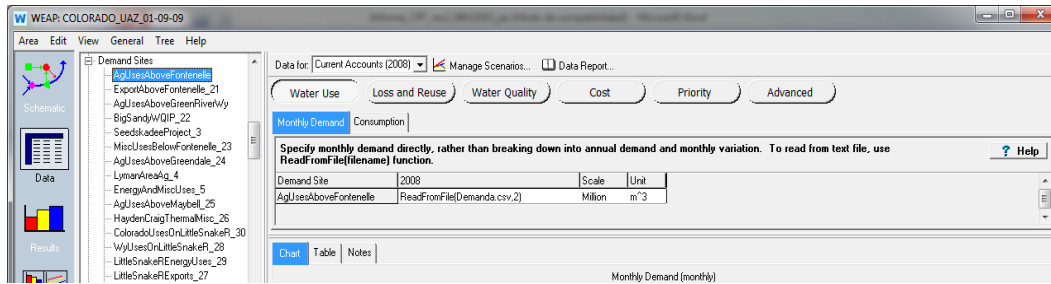 WEAP: COLORADO_UAZ_01-09-09
Area Edit View General Tree Help
Schematic
Data
Results
Demand Sites
AgUsesAboveFontenelle
ExportAboveFontenelle_21
AgUsesAboveGreenRiverWy
BigSandyWQIP_22
SeedskadeeProject_3
MiscUsesBelowFontenelle_23
AgUsesAboveGreendale_24
LymanAreaAg_4
EnergyAndMiscUses_5
AgUsesAboveMaybell_25
HaydenCraigThermalMisc_26
ColoradoUsesOnLittleSnakeR_30
WyUsesOnLittleSnakeR_28
LittleSnakeREnergyUses_29
LittleSnakeRExports_27
Data for: Current Accounts (2008) Manage Scenarios... Data Report...
Water Use Loss and Reuse Water Quality Cost Priority Advanced
Monthly Demand Consumption
Specify monthly demand directly, rather than breaking down into annual demand and monthly variation. To read from text file, use
ReadFromFile(filename) function.
? Help
Demand Site 2008 Scale Unit
AgUsesAboveFontenelle ReadFromFile(Demanda.csv,2) Million m^3
Chart Table Notes
Monthly Demand (monthly)